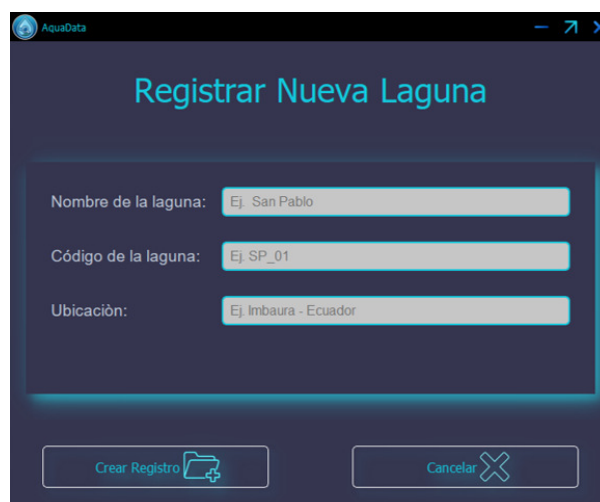 AquaData
Registrar Nueva Laguna
Nombre de la laguna: Ej. San Pablo
Código de la laguna: Ej. SP_01
Ubicaciòn: Ej. Imbaura - Ecuador
Crear Registro Cancelar